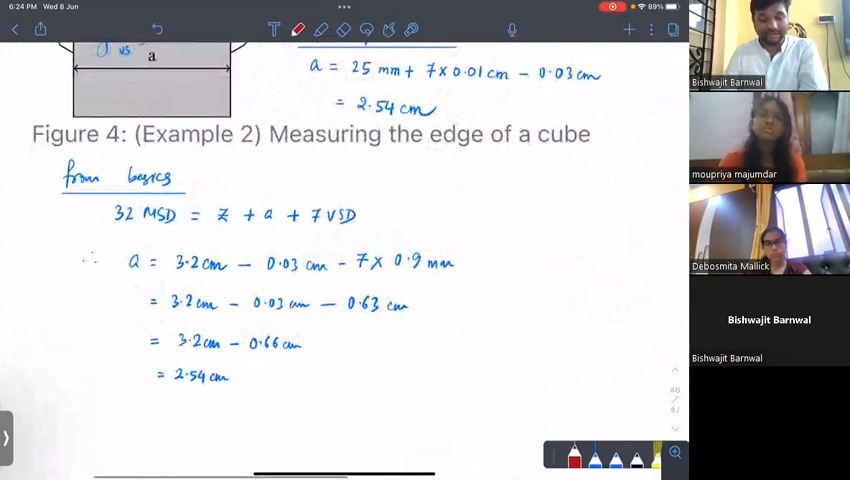 6:24 PM Wed 8 Jun
89%
a
a = 25 mm + 7 × 0.01 cm − 0.03 cm
= 2.54 cm
Figure 4: (Example 2) Measuring the edge of a cube
from basics
32 MSD = z + a + 7 VSD
∴ a = 3.2 cm − 0.03 cm − 7 × 0.9 mm
= 3.2 cm − 0.03 cm − 0.63 cm
= 3.2 cm − 0.66 cm
= 2.54 cm
Biswajit Barnwal
moupriya majumdar
Debosmita Mallick
Biswajit Barnwal
Biswajit Barnwal